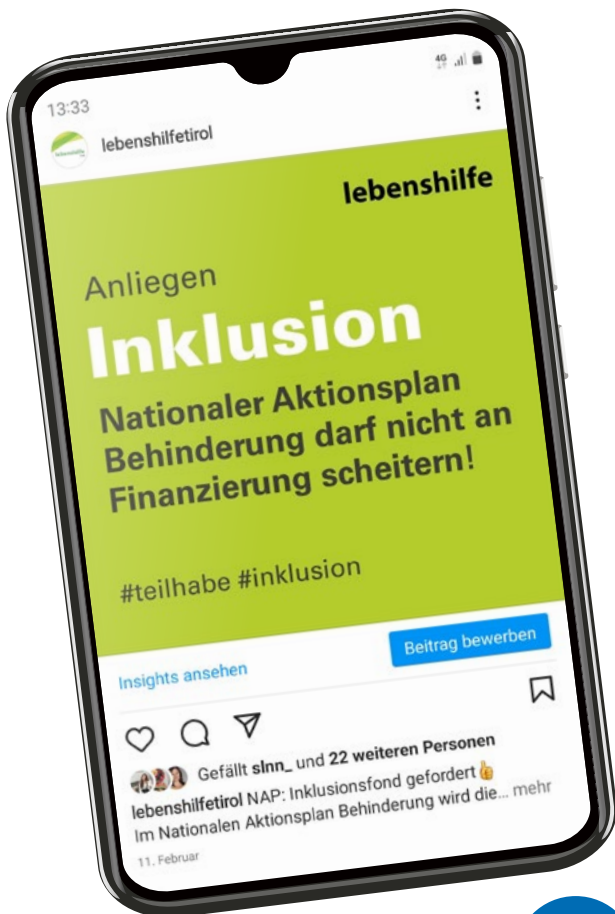 13:33
4G
lebenshilfetirol
lebenshilfe
Anliegen
Inklusion
Nationaler Aktionsplan
Behinderung darf nicht an
Finanzierung scheitern!
#teilhabe #inklusion
Insights ansehen
Beitrag bewerben
Gefällt slnn_ und 22 weiteren Personen
lebenshilfetirol NAP: Inklusionsfond gefordert👍
Im Nationalen Aktionsplan Behinderung wird die... mehr
11. Februar